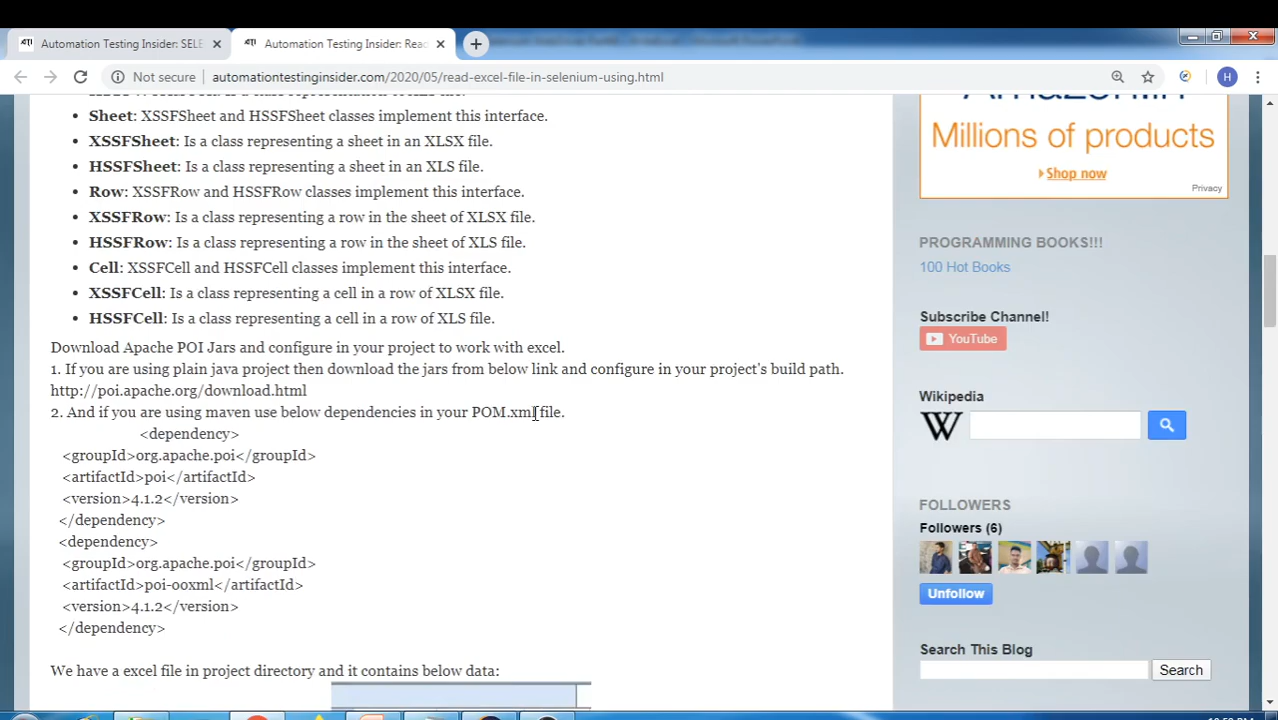 Automation Testing Insider: SELE
Automation Testing Insider: Read
Not secure
automationtestinginsider.com/2020/05/read-excel-file-in-selenium-using.html
H
Sheet: XSSFSheet and HSSFSheet classes implement this interface.
XSSFSheet: Is a class representing a sheet in an XLSX file.
HSSFSheet: Is a class representing a sheet in an XLS file.
Row: XSSFRow and HSSFRow classes implement this interface.
XSSFRow: Is a class representing a row in the sheet of XLSX file.
HSSFRow: Is a class representing a row in the sheet of XLS file.
Cell: XSSFCell and HSSFCell classes implement this interface.
XSSFCell: Is a class representing a cell in a row of XLSX file.
HSSFCell: Is a class representing a cell in a row of XLS file.
Download Apache POI Jars and configure in your project to work with excel.
1. If you are using plain java project then download the jars from below link and configure in your project's build path.
http://poi.apache.org/download.html
2. And if you are using maven use below dependencies in your POM.xml file.
<dependency>
<groupId>org.apache.poi</groupId>
<artifactId>poi</artifactId>
<version>4.1.2</version>
</dependency>
<dependency>
<groupId>org.apache.poi</groupId>
<artifactId>poi-ooxml</artifactId>
<version>4.1.2</version>
</dependency>
We have a excel file in project directory and it contains below data:
Millions of products
Shop now
Privacy
PROGRAMMING BOOKS!!!
100 Hot Books
Subscribe Channel!
YouTube
Wikipedia
W
FOLLOWERS
Followers (6)
Unfollow
Search This Blog
Search